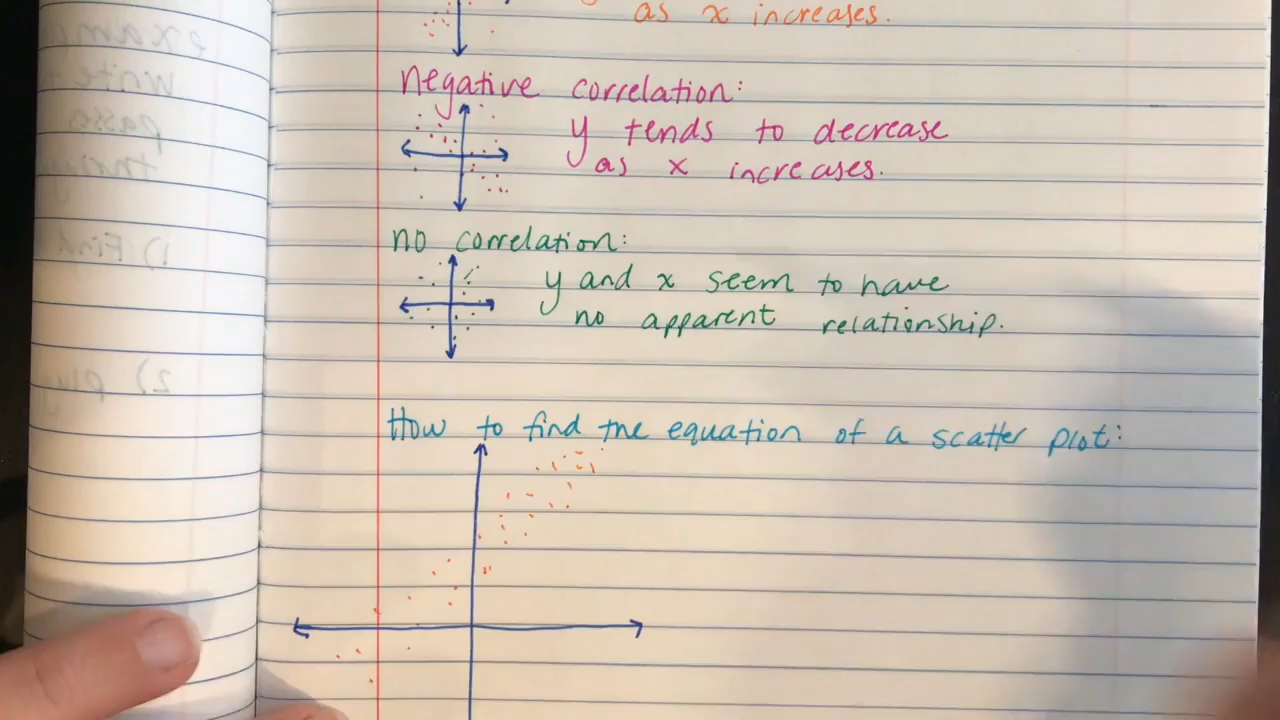 as x increases.
negative correlation:
y tends to decrease
as x increases.
no correlation:
y and x seem to have
no apparent relationship.
How to find the equation of a scatter plot: